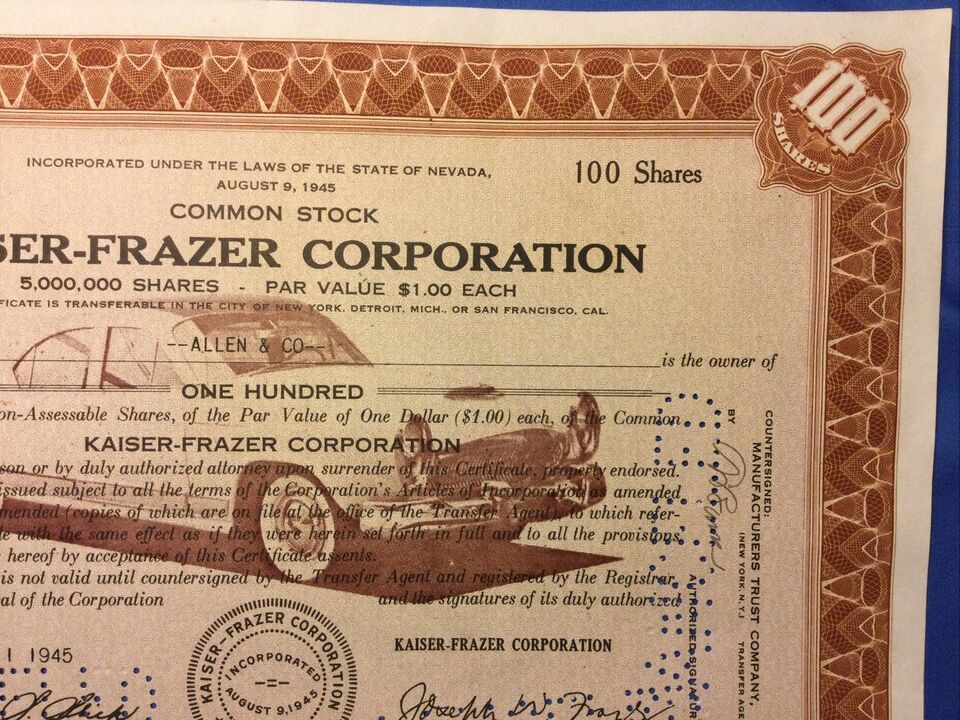 INCORPORATED UNDER THE LAWS OF THE STATE OF NEVADA,
AUGUST 9, 1945
100 Shares
100
SHARES
COMMON STOCK
SER-FRAZER CORPORATION
5,000,000 SHARES - PAR VALUE $1.00 EACH
FICATE IS TRANSFERABLE IN THE CITY OF NEW YORK, DETROIT, MICH., OR SAN FRANCISCO, CAL.
--ALLEN & CO--
is the owner of
ONE HUNDRED
on-Assessable Shares, of the Par Value of One Dollar ($1.00) each, of the Common
KAISER-FRAZER CORPORATION
son or by duly authorized attorney upon surrender of this Certificate, properly endorsed.
issued subject to all the terms of the Corporation's Articles of Incorporation as amended
mended (copies of which are on file at the office of the Transfer Agent), to which refer-
de with the same effect as if they were herein set forth in full and to all the provisions,
hereof by acceptance of this Certificate assents.
is not valid until countersigned by the Transfer Agent and registered by the Registrar
al of the Corporation and the signatures of its duly authorized
1 1945
KAISER-FRAZER CORPORATION
KAISER-FRAZER CORPORATION
INCORPORATED
AUGUST 9, 1945
Joseph W. Frazer
COUNTERSIGNED:
MANUFACTURERS TRUST COMPANY,
(NEW YORK, N.Y.) TRANSFER AGE
BY
AUTHORIZED SIGNATUR